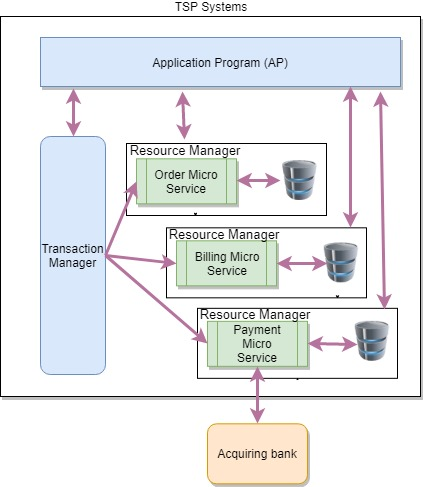 TSP Systems
Application Program (AP)
Resource Manager
Order Micro
Service
Resource Manager
Transaction
Manager
Billing Micro
Service
Resource Manager
Payment
Micro
Service
Acquiring bank